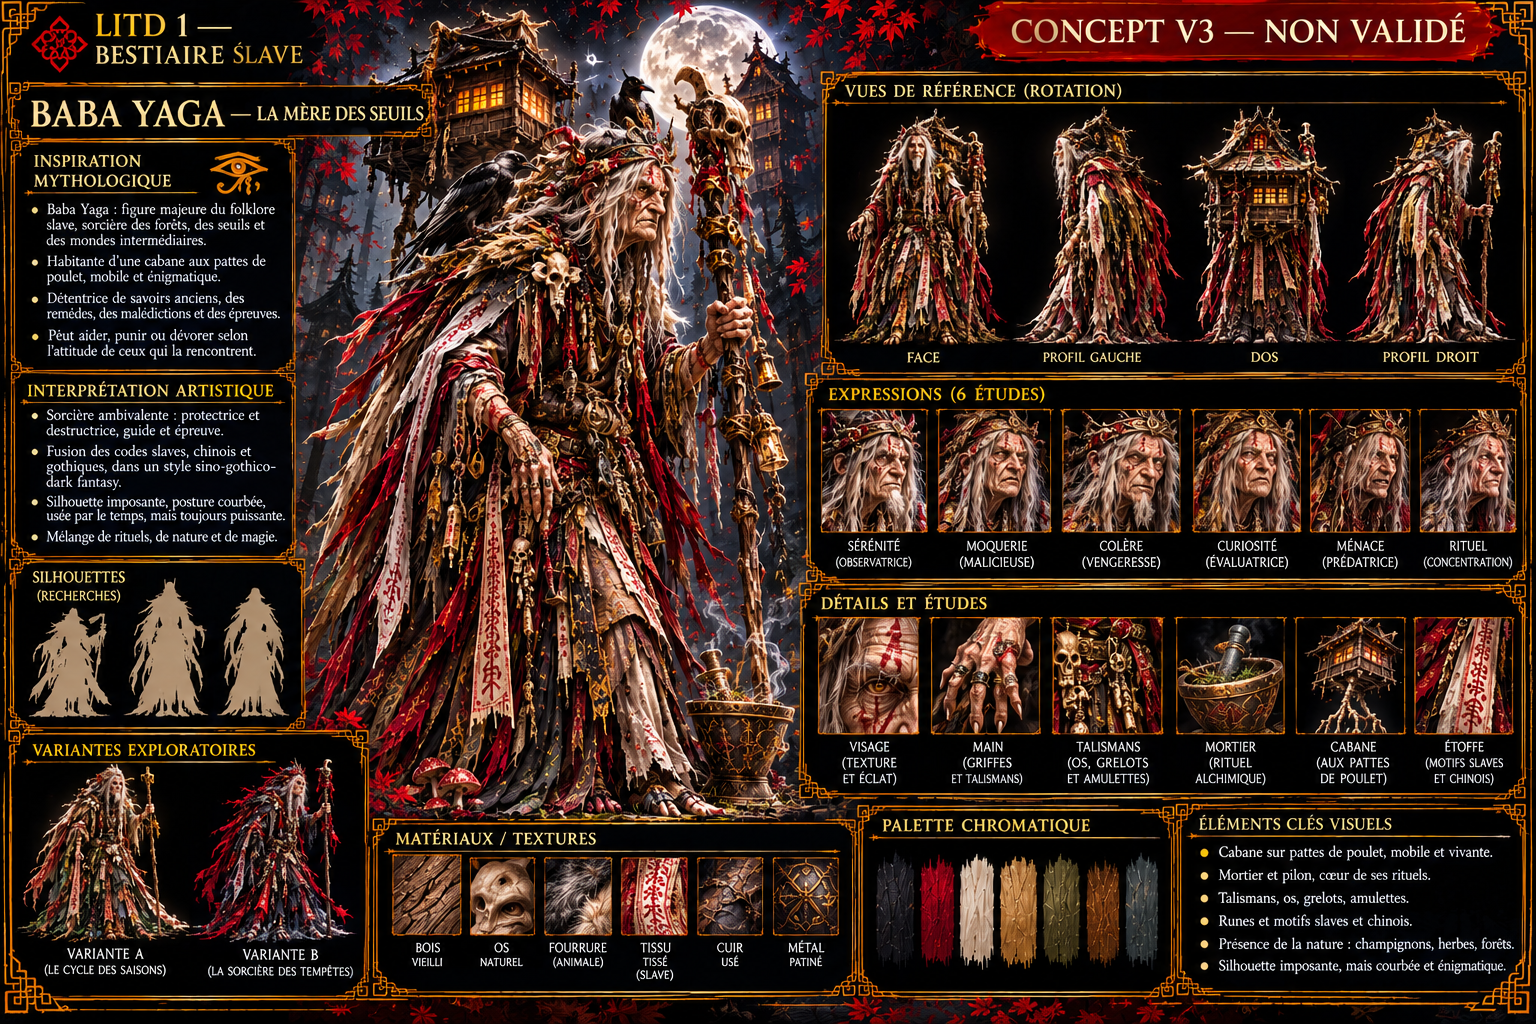 LITD 1 —
BESTIAIRE SLAVE
CONCEPT V3 — NON VALIDÉ
BABA YAGA — LA MÈRE DES SEUILS
INSPIRATION
MYTHOLOGIQUE
• Baba Yaga : figure majeure du folklore
slave, sorcière des forêts, des seuils et
des mondes intermédiaires.
• Habitante d'une cabane aux pattes de
poulet, mobile et énigmatique.
• Détentrice de savoirs anciens, des
remèdes, des malédictions et des épreuves.
• Pèut aider, punir ou dévorer selon
l'attitude de ceux qui la rencontrent.
INTERPRÉTATION ARTISTIQUE
• Sorcière ambivalente : protectrice et
destructrice, guide et épreuve.
• Fusion des codes slaves, chinois et
gothiques, dans un style sino-gothico-
dark fantasy.
• Silhouette imposante, posture courbée,
usée par le temps, mais toujours puissante.
• Mélange de rituels, de nature et de magie.
SILHOUETTES
(RECHERCHES)
VARIANTES EXPLORATOIRES
VARIANTE A
(LE CYCLE DES SAISONS)
VARIANTE B
(LA SORCIÈRE DES TEMPÊTES)
VUES DE RÉFÉRENCE (ROTATION)
FACE
PROFIL GAUCHE
DOS
PROFIL DROIT
EXPRESSIONS (6 ÉTUDES)
SÉRÉNITÉ
(OBSERVATRICE)
MOQUERIE
(MALICIEUSE)
COLÈRE
(VENGERESSE)
CURIOSITÉ
(ÉVALUATRICE)
MÉNACE
(PRÉDATRICE)
RITUEL
(CONCENTRATION)
DÉTAILS ET ÉTUDES
VISAGE
(TEXTURE
ET ÉCLAT)
MAIN
(GRIFFES
ET TALISMANS)
TALISMANS
(OS, GRELOTS
ET AMULETTES)
MORTIER
(RITUEL
ALCHIMIQUE)
CABANE
(AUX PATTES
DE POULET)
ÉTOFFE
(MOTIFS SLAVES
ET CHINOIS)
MATÉRIAUX / TEXTURES
BOIS
VIEILLI
OS
NATUREL
FOURRURE
(ANIMALE)
TISSU
TISSÉ
(SLAVE)
CUIR
USÉ
MÉTAL
PATINÉ
PALETTE CHROMATIQUE
ÉLÉMENTS CLÉS VISUELS
• Cabane sur pattes de poulet, mobile et vivante.
• Mortier et pilon, cœur de ses rituels.
• Talismans, os, grelots, amulettes.
• Runes et motifs slaves et chinois.
• Présence de la nature : champignons, herbes, forêts.
• Silhouette imposante, mais courbée et énigmatique.